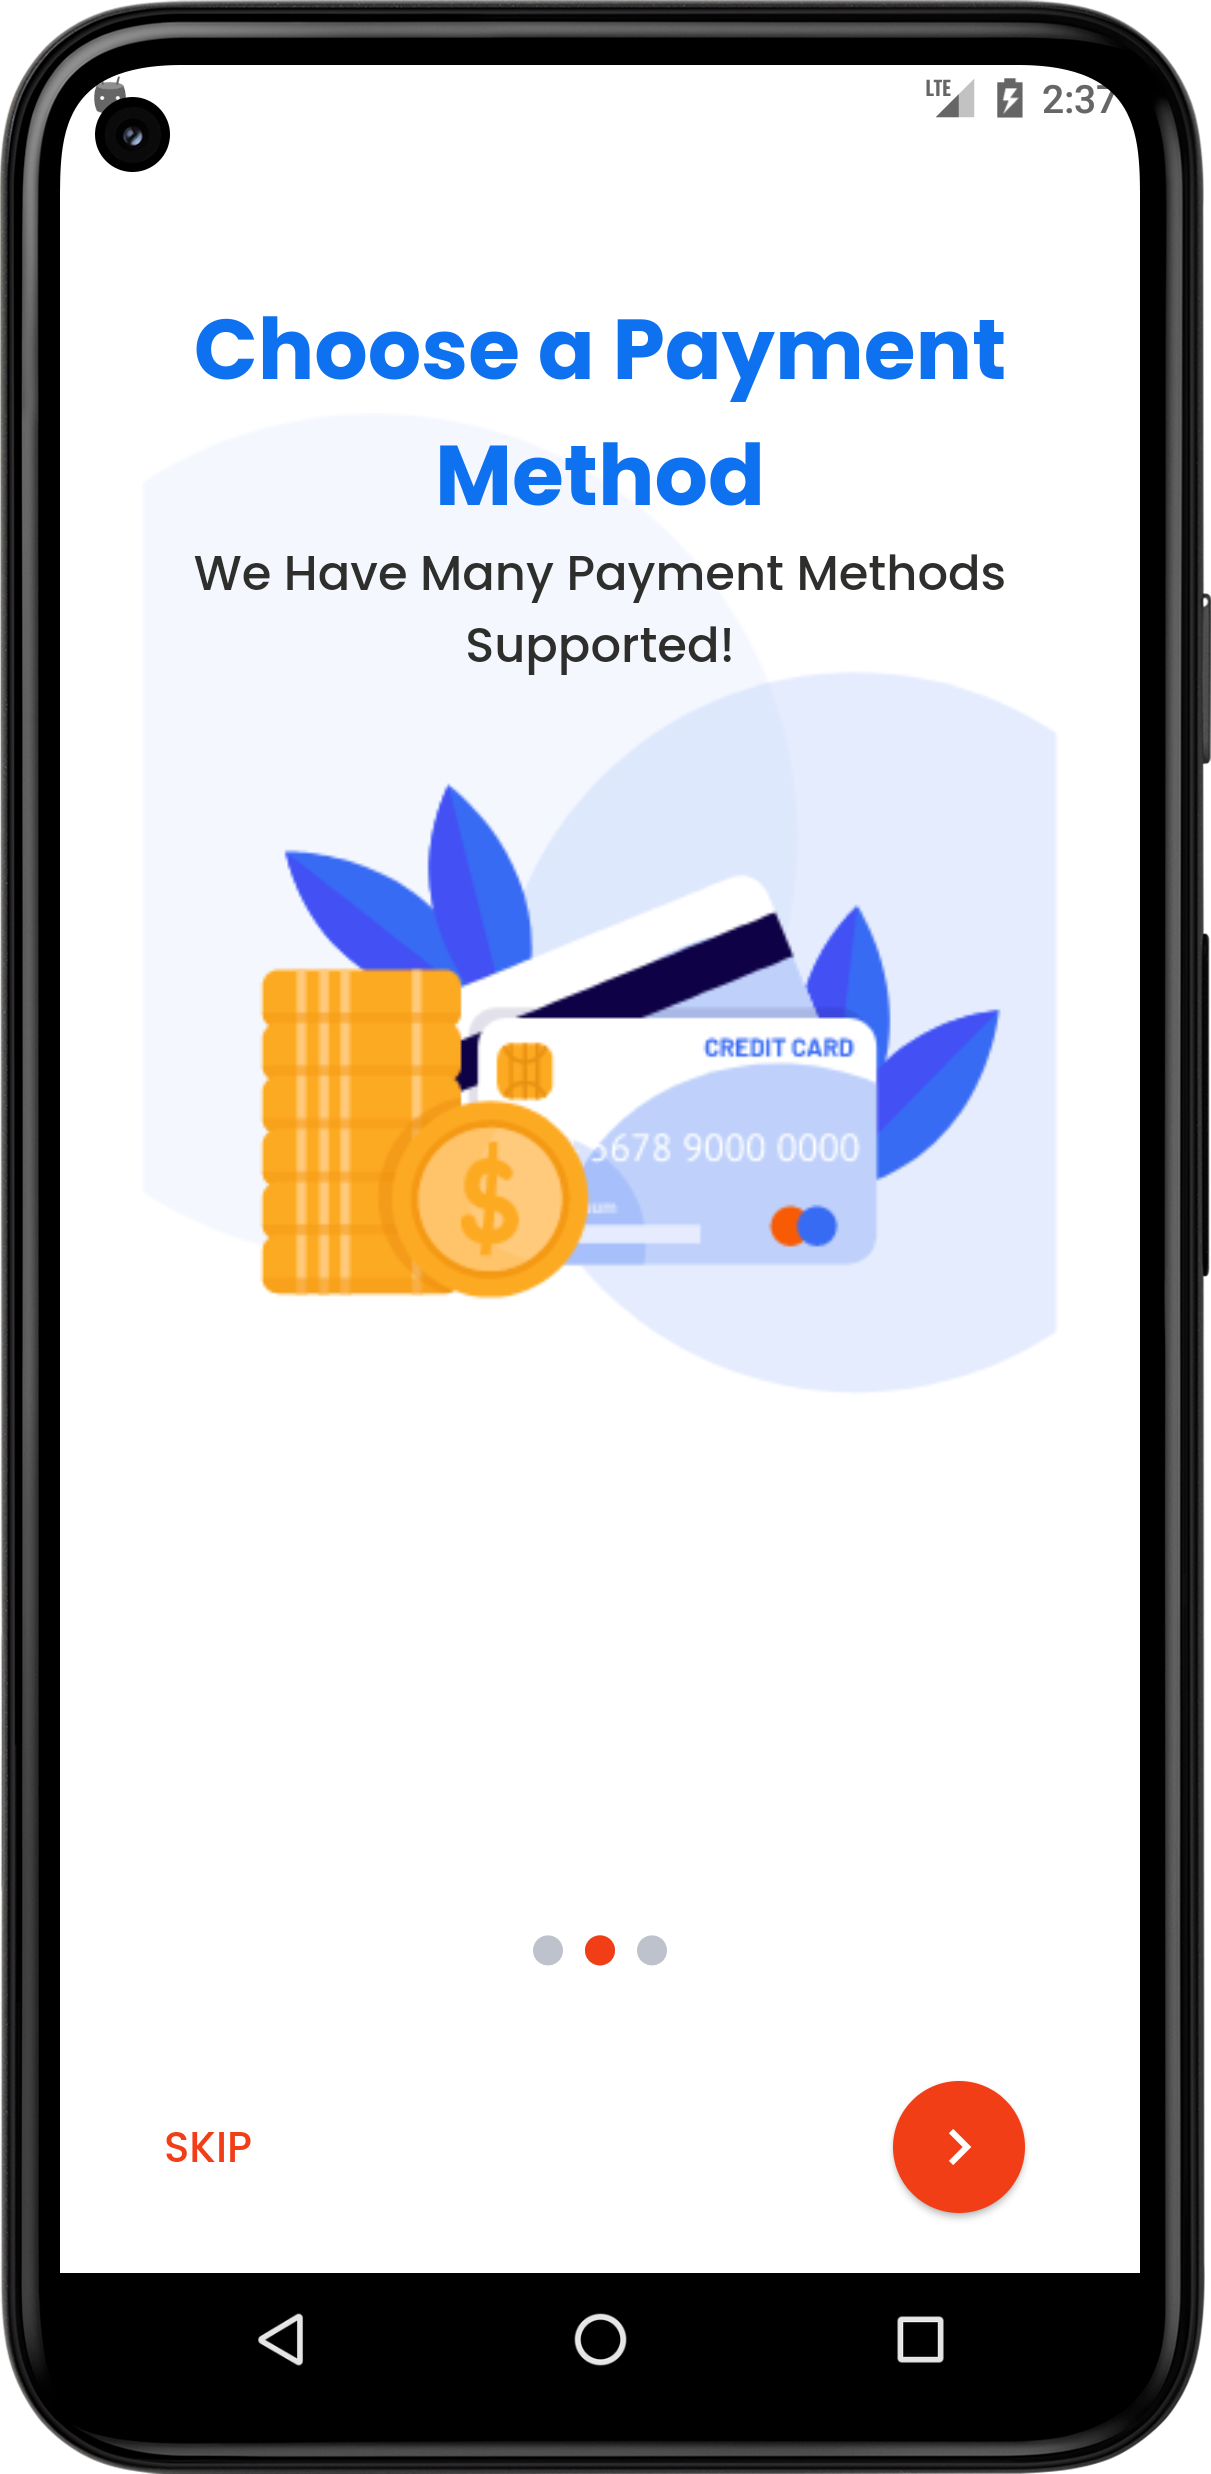 LTE 2:37
Choose a Payment
Method
We Have Many Payment Methods
Supported!
CREDIT CARD
5678 9000 0000
SKIP